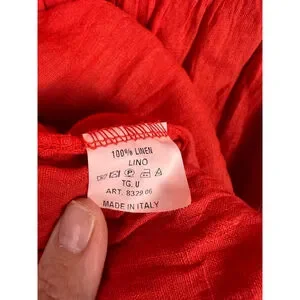 100% LINEN
LINO
TG. U
ART. 8329 06
MADE IN ITALY